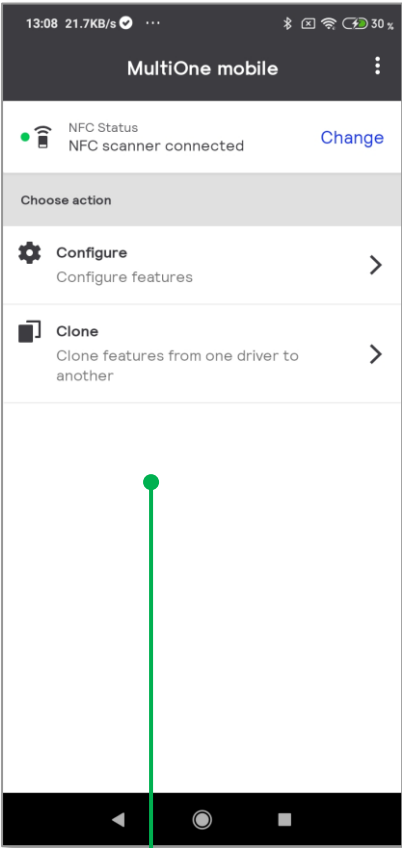 13:08 21.7KB/s ... 30 %
MultiOne mobile
NFC Status
NFC scanner connected
Change
Choose action
Configure
Configure features
Clone
Clone features from one driver to
another